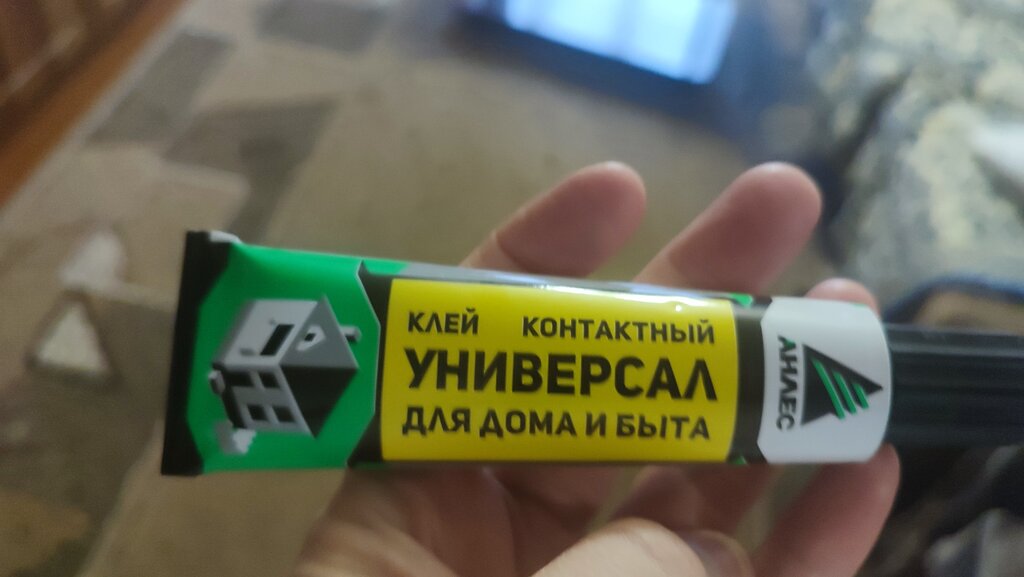 КЛЕЙ КОНТАКТНЫЙ
УНИВЕРСАЛ
ДЛЯ ДОМА И БЫТА
АНЛЕС